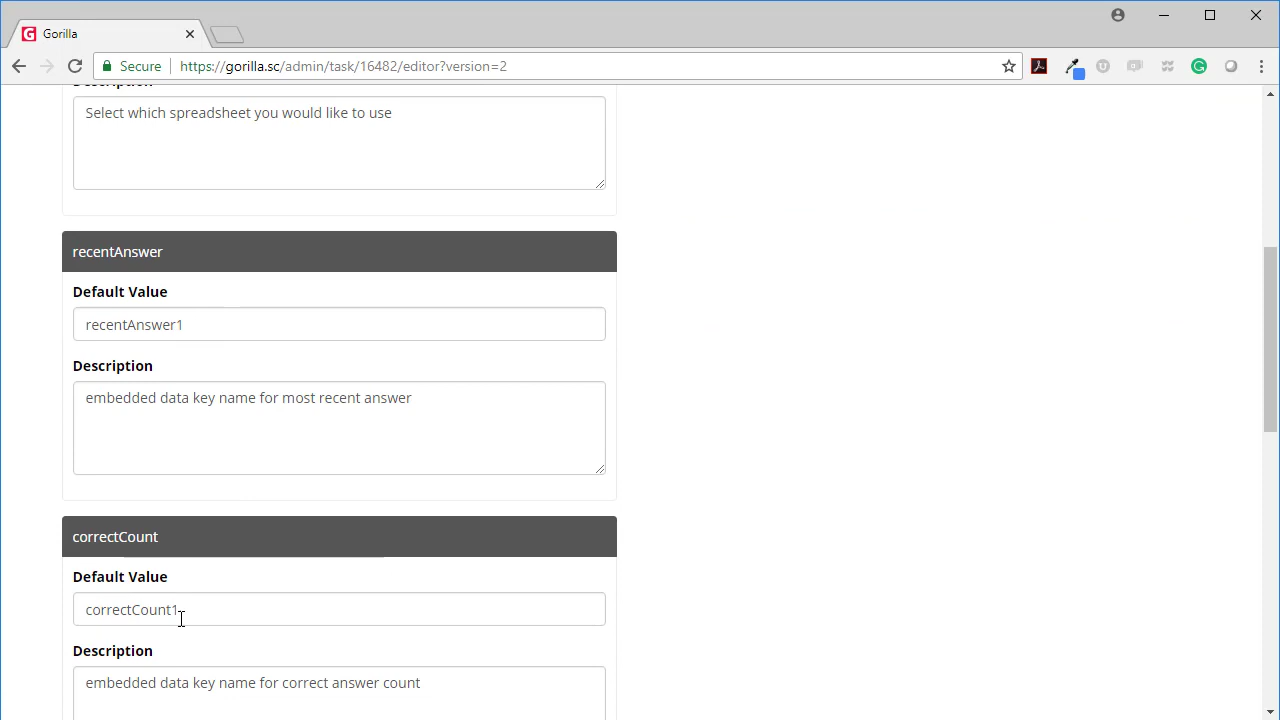 Gorilla
Secure
https://gorilla.sc/admin/task/16482/editor?version=2
Description
Select which spreadsheet you would like to use
recentAnswer
Default Value
recentAnswer1
Description
embedded data key name for most recent answer
correctCount
Default Value
correctCount1
Description
embedded data key name for correct answer count